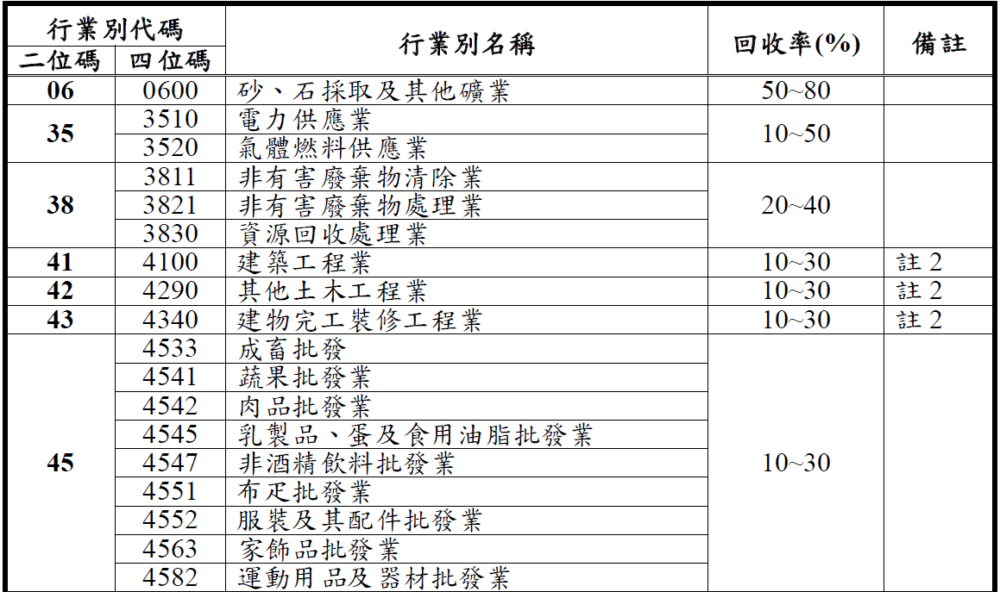 行業別代碼 行業別名稱 回收率(%) 備註
二位碼 四位碼
06 0600 砂、石採取及其他礦業 50~80
35 3510 電力供應業 10~50
3520 氣體燃料供應業
38 3811 非有害廢棄物清除業 20~40
3821 非有害廢棄物處理業
3830 資源回收處理業
41 4100 建築工程業 10~30 註 2
42 4290 其他土木工程業 10~30 註 2
43 4340 建物完工裝修工程業 10~30 註 2
45 4533 成畜批發 10~30
4541 蔬果批發業
4542 肉品批發業
4545 乳製品、蛋及食用油脂批發業
4547 非酒精飲料批發業
4551 布疋批發業
4552 服裝及其配件批發業
4563 家飾品批發業
4582 運動用品及器材批發業